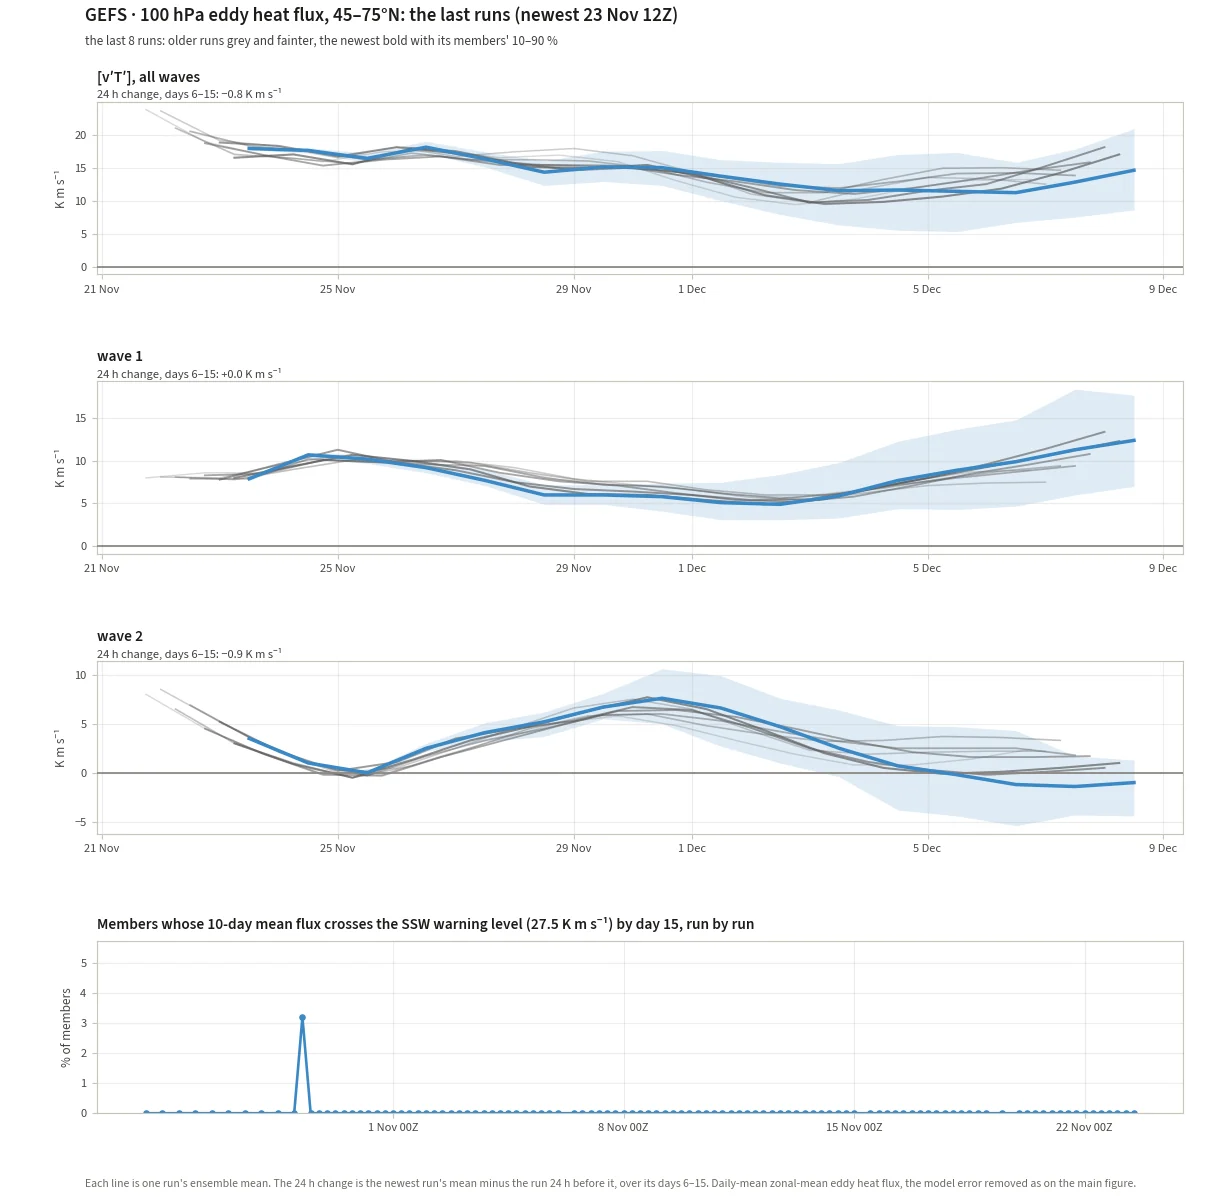 GEFS · 100 hPa eddy heat flux, 45–75°N: the last runs (newest 23 Nov 12Z)
the last 8 runs: older runs grey and fainter, the newest bold with its members' 10–90 %
[v′T′], all waves
24 h change, days 6–15: −0.8 K m s⁻¹
20
15
10
5
0
K m s⁻¹
21 Nov 25 Nov 29 Nov 1 Dec 5 Dec 9 Dec
wave 1
24 h change, days 6–15: +0.0 K m s⁻¹
15
10
5
0
K m s⁻¹
21 Nov 25 Nov 29 Nov 1 Dec 5 Dec 9 Dec
wave 2
24 h change, days 6–15: −0.9 K m s⁻¹
10
5
0
−5
K m s⁻¹
21 Nov 25 Nov 29 Nov 1 Dec 5 Dec 9 Dec
Members whose 10-day mean flux crosses the SSW warning level (27.5 K m s⁻¹) by day 15, run by run
5
4
3
2
1
0
% of members
1 Nov 00Z 8 Nov 00Z 15 Nov 00Z 22 Nov 00Z
Each line is one run's ensemble mean. The 24 h change is the newest run's mean minus the run 24 h before it, over its days 6–15. Daily-mean zonal-mean eddy heat flux, the model error removed as on the main figure.